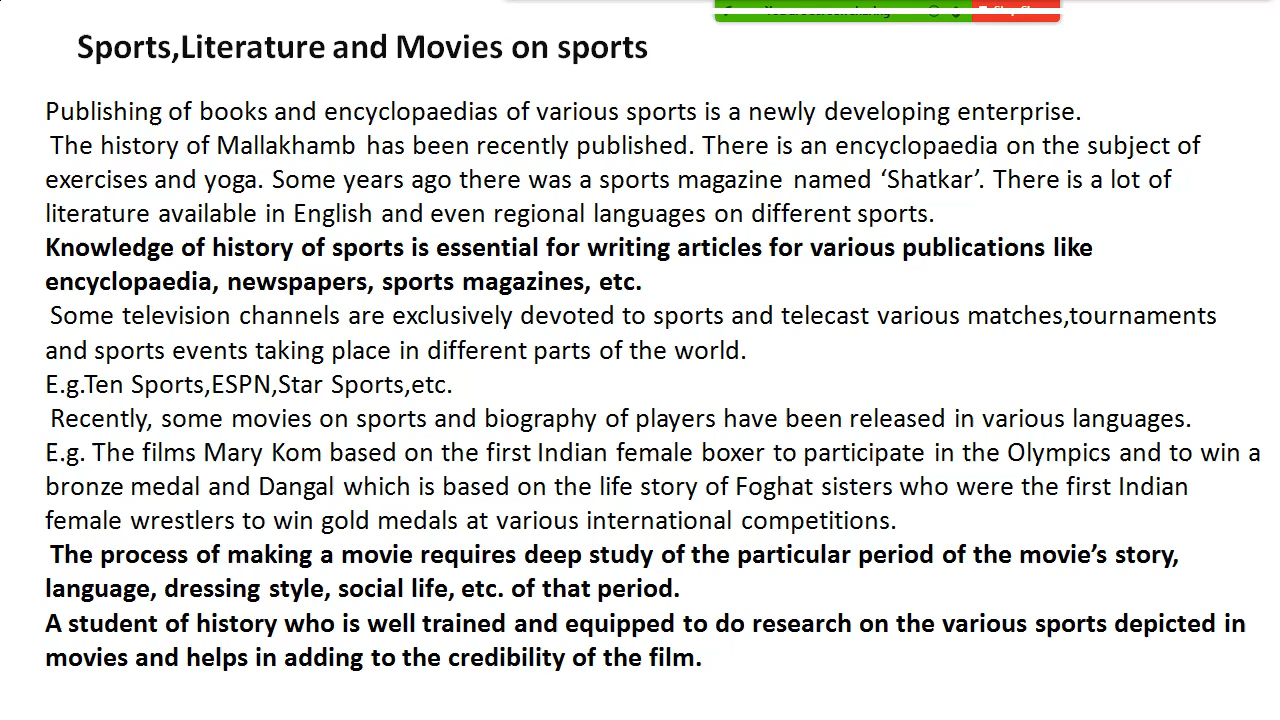 Sports,Literature and Movies on sports
Publishing of books and encyclopaedias of various sports is a newly developing enterprise.
The history of Mallakhamb has been recently published. There is an encyclopaedia on the subject of
exercises and yoga. Some years ago there was a sports magazine named ‘Shatkar’. There is a lot of
literature available in English and even regional languages on different sports.
Knowledge of history of sports is essential for writing articles for various publications like
encyclopaedia, newspapers, sports magazines, etc.
Some television channels are exclusively devoted to sports and telecast various matches,tournaments
and sports events taking place in different parts of the world.
E.g.Ten Sports,ESPN,Star Sports,etc.
Recently, some movies on sports and biography of players have been released in various languages.
E.g. The films Mary Kom based on the first Indian female boxer to participate in the Olympics and to win a
bronze medal and Dangal which is based on the life story of Foghat sisters who were the first Indian
female wrestlers to win gold medals at various international competitions.
The process of making a movie requires deep study of the particular period of the movie’s story,
language, dressing style, social life, etc. of that period.
A student of history who is well trained and equipped to do research on the various sports depicted in
movies and helps in adding to the credibility of the film.